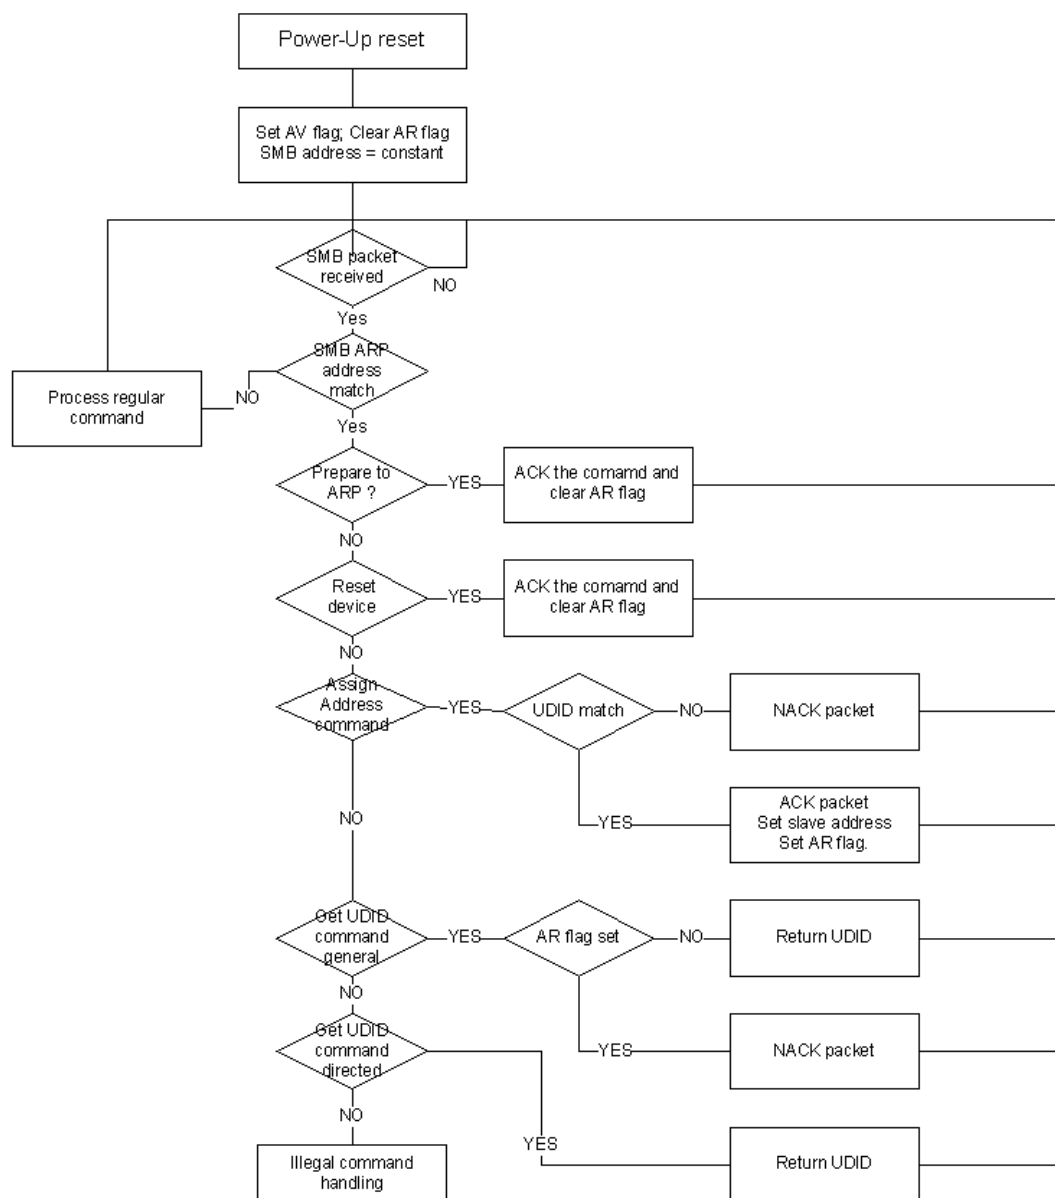 Power-Up reset
Set AV flag; Clear AR flag
SMB address = constant
SMB packet
received
NO
Yes
SMB ARP
address
match
NO
Process regular
command
Yes
Prepare to
ARP ?
YES
ACK the comamd and
clear AR flag
NO
Reset
device
YES
ACK the comamd and
clear AR flag
NO
Assign
Address
command
YES
UDID match
NO
NACK packet
YES
ACK packet
Set slave address
Set AR flag.
NO
Get UDID
command
general
YES
AR flag set
NO
Return UDID
YES
NACK packet
NO
Get UDID
command
directed
YES
Return UDID
NO
Illegal command
handling